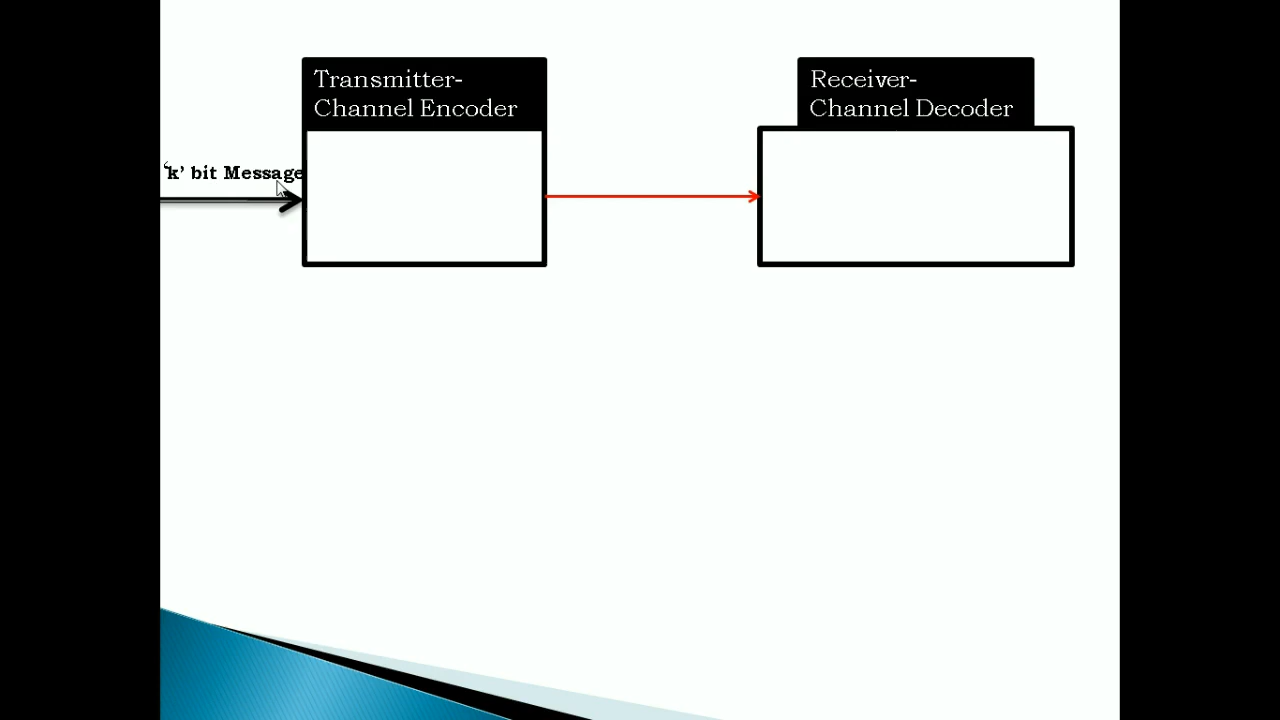 Transmitter-
Channel Encoder
Receiver-
Channel Decoder
‘k’ bit Message